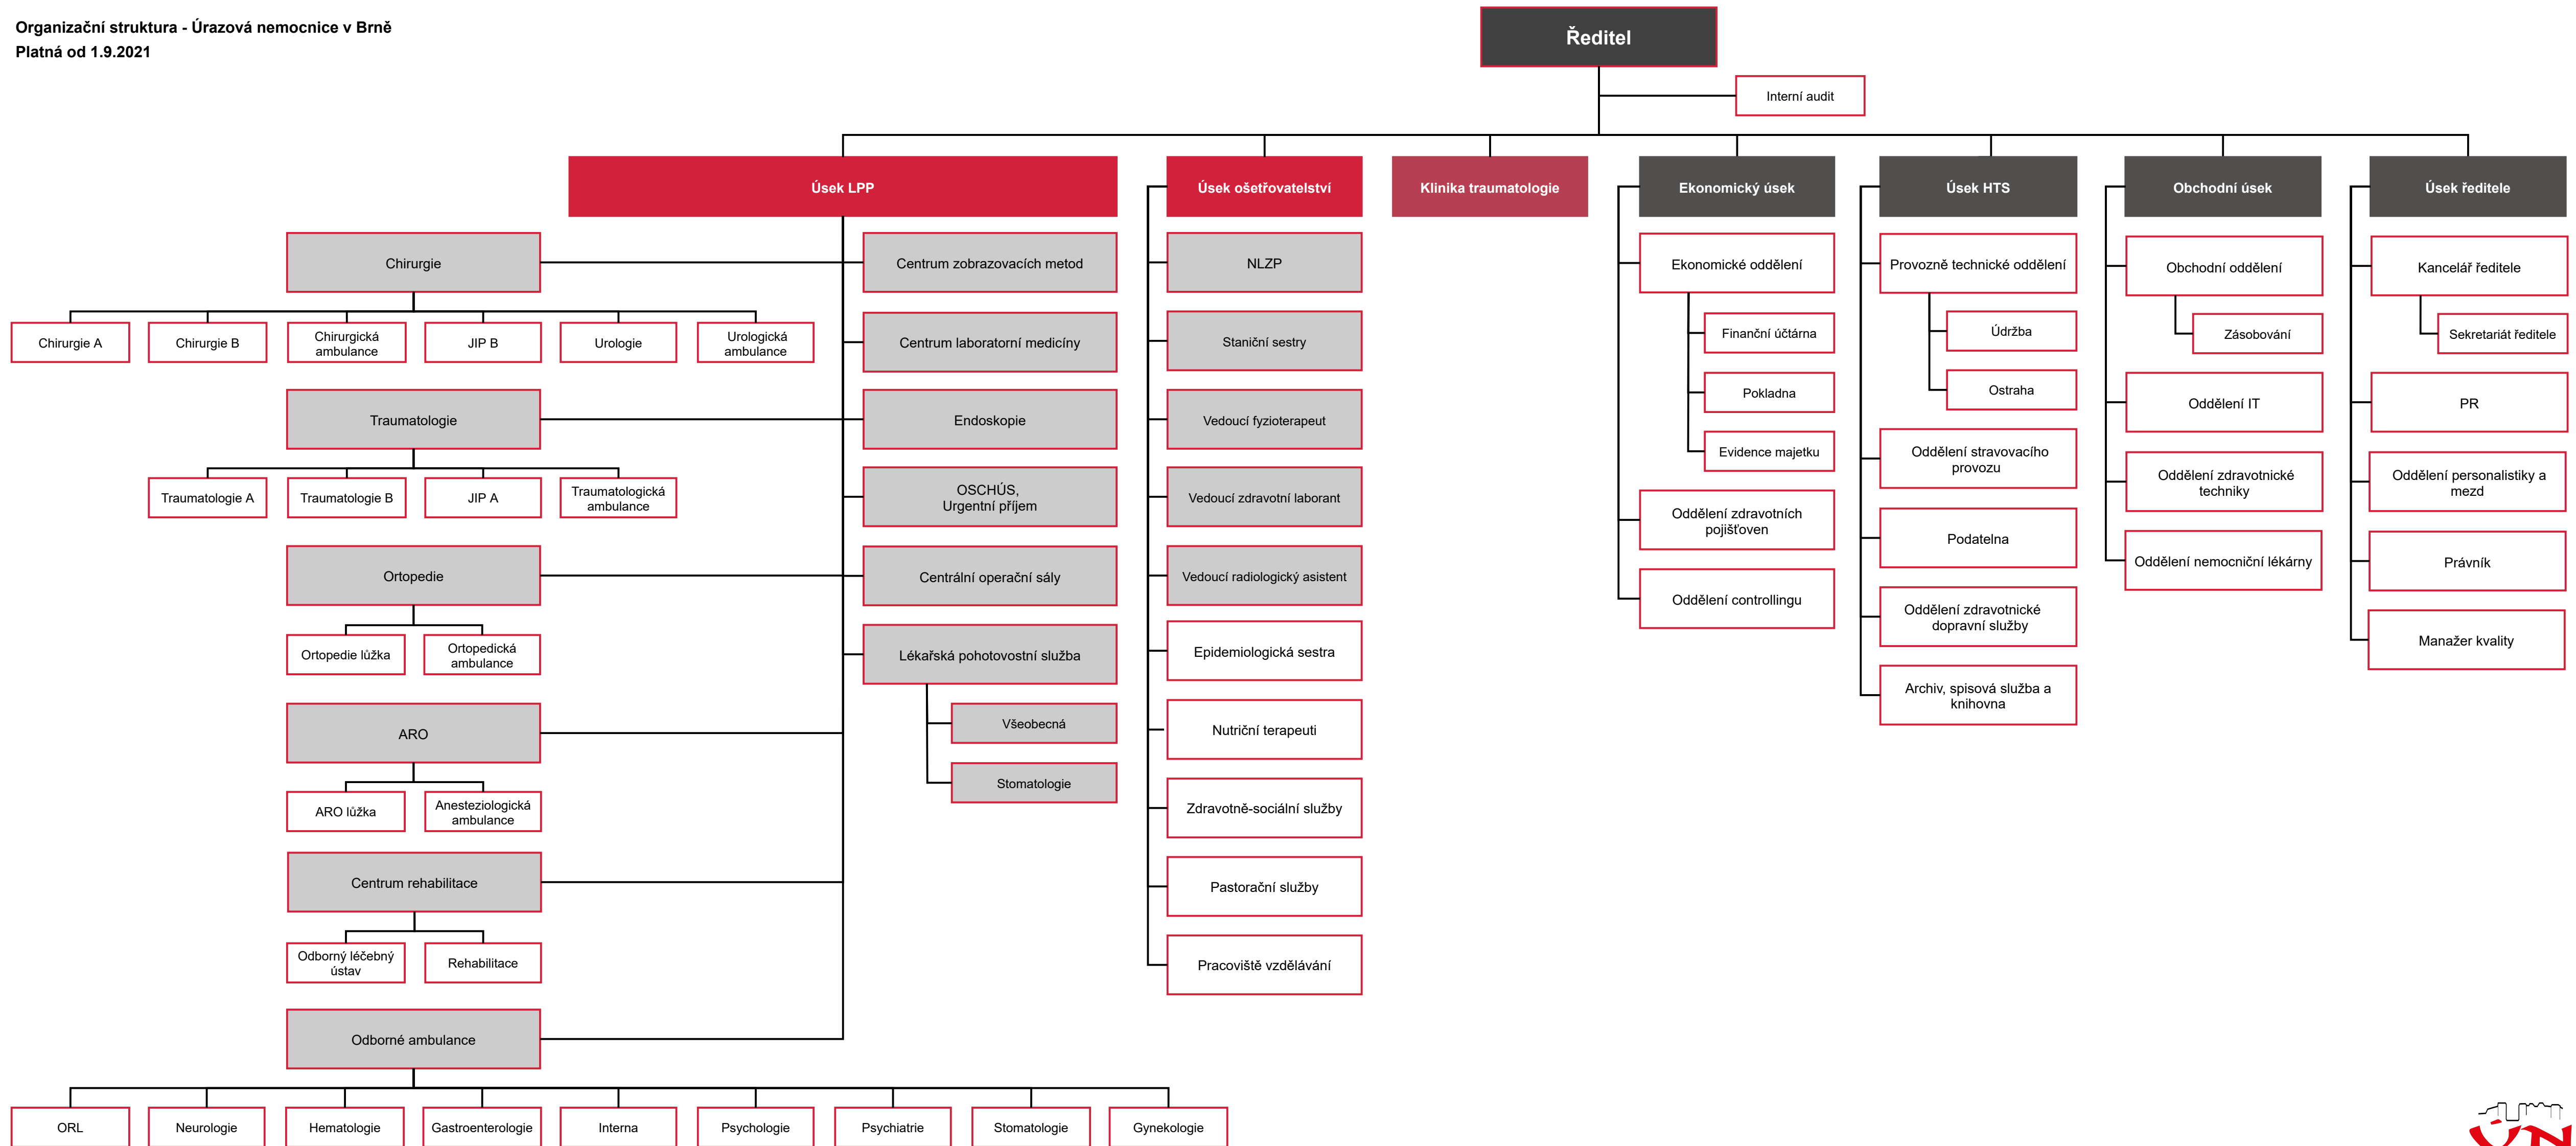 Organizační struktura - Úrazová nemocnice v Brně
Platná od 1.9.2021
Ředitel
Interní audit
Úsek LPP
Úsek ošetřovatelství
Klinika traumatologie
Ekonomický úsek
Úsek HTS
Obchodní úsek
Úsek ředitele
Chirurgie
Chirurgie A
Chirurgie B
Chirurgická
ambulance
JIP B
Urologie
Urologická
ambulance
Traumatologie
Traumatologie A
Traumatologie B
JIP A
Traumatologická
ambulance
Ortopedie
Ortopedie lůžka
Ortopedická
ambulance
ARO
ARO lůžka
Anesteziologická
ambulance
Centrum rehabilitace
Odborný léčebný
ústav
Rehabilitace
Odborné ambulance
ORL
Neurologie
Hematologie
Gastroenterologie
Interna
Psychologie
Psychiatrie
Stomatologie
Gynekologie
Centrum zobrazovacích metod
Centrum laboratorní medicíny
Endoskopie
OSCHÚS,
Urgentní příjem
Centrální operační sály
Lékařská pohotovostní služba
Všeobecná
Stomatologie
NLZP
Staniční sestry
Vedoucí fyzioterapeut
Vedoucí zdravotní laborant
Vedoucí radiologický asistent
Epidemiologická sestra
Nutriční terapeuti
Zdravotně-sociální služby
Pastorační služby
Pracoviště vzdělávání
Ekonomické oddělení
Finanční účtárna
Pokladna
Evidence majetku
Oddělení zdravotních
pojišťoven
Oddělení controllingu
Provozně technické oddělení
Údržba
Ostraha
Oddělení stravovacího
provozu
Podatelna
Oddělení zdravotnické
dopravní služby
Archiv, spisová služba a
knihovna
Obchodní oddělení
Zásobování
Oddělení IT
Oddělení zdravotnické
techniky
Oddělení nemocniční lékárny
Kancelář ředitele
Sekretariát ředitele
PR
Oddělení personalistiky a
mezd
Právník
Manažer kvality